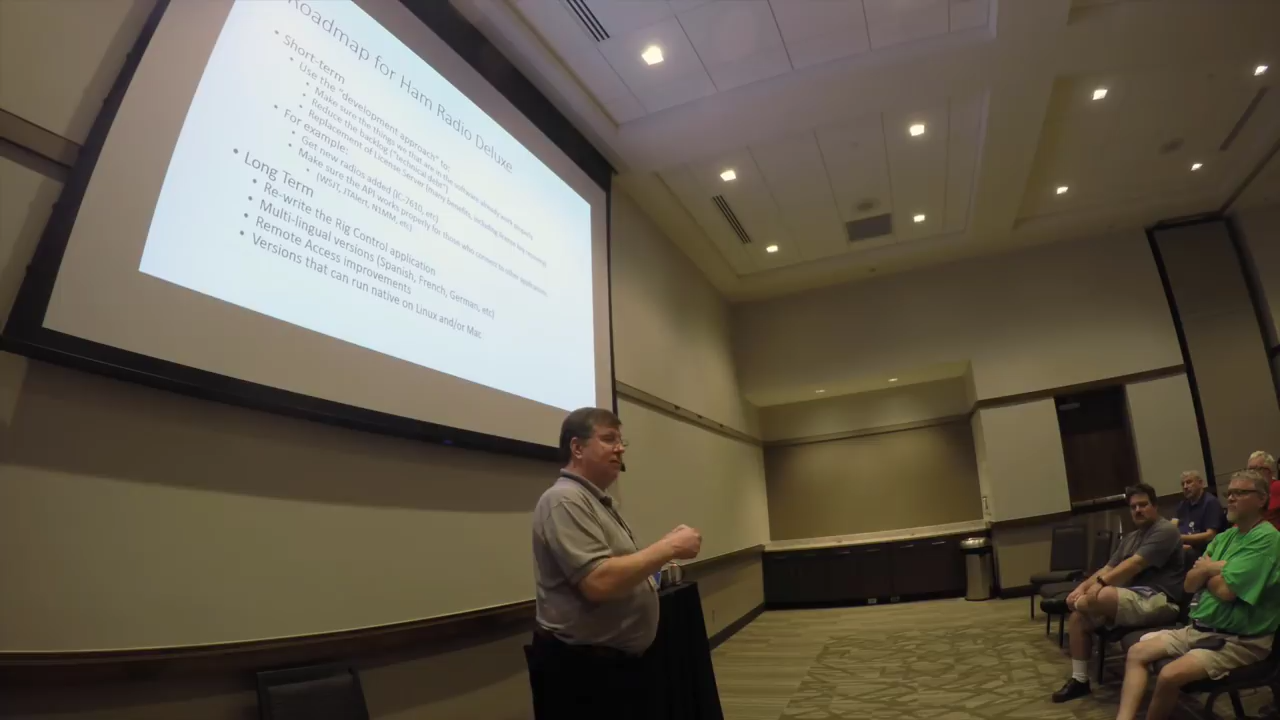 Roadmap for Ham Radio Deluxe
• Short-term
• Use the "development approach" to:
• Make sure the things we that are in the software already work properly
• Reduce the backlog ("technical debt")
• Replacement of License Server (many benefits, including license key recovery)
• For example:
• Get new radios added (IC-7610, etc)
• Make sure the API works properly for those who connect to other applications
(WSJT, JTAlert, N1MM, etc)
• Long Term
• Re-write the Rig Control application
• Multi-lingual versions (Spanish, French, German, etc)
• Remote Access improvements
• Versions that can run native on Linux and/or Mac